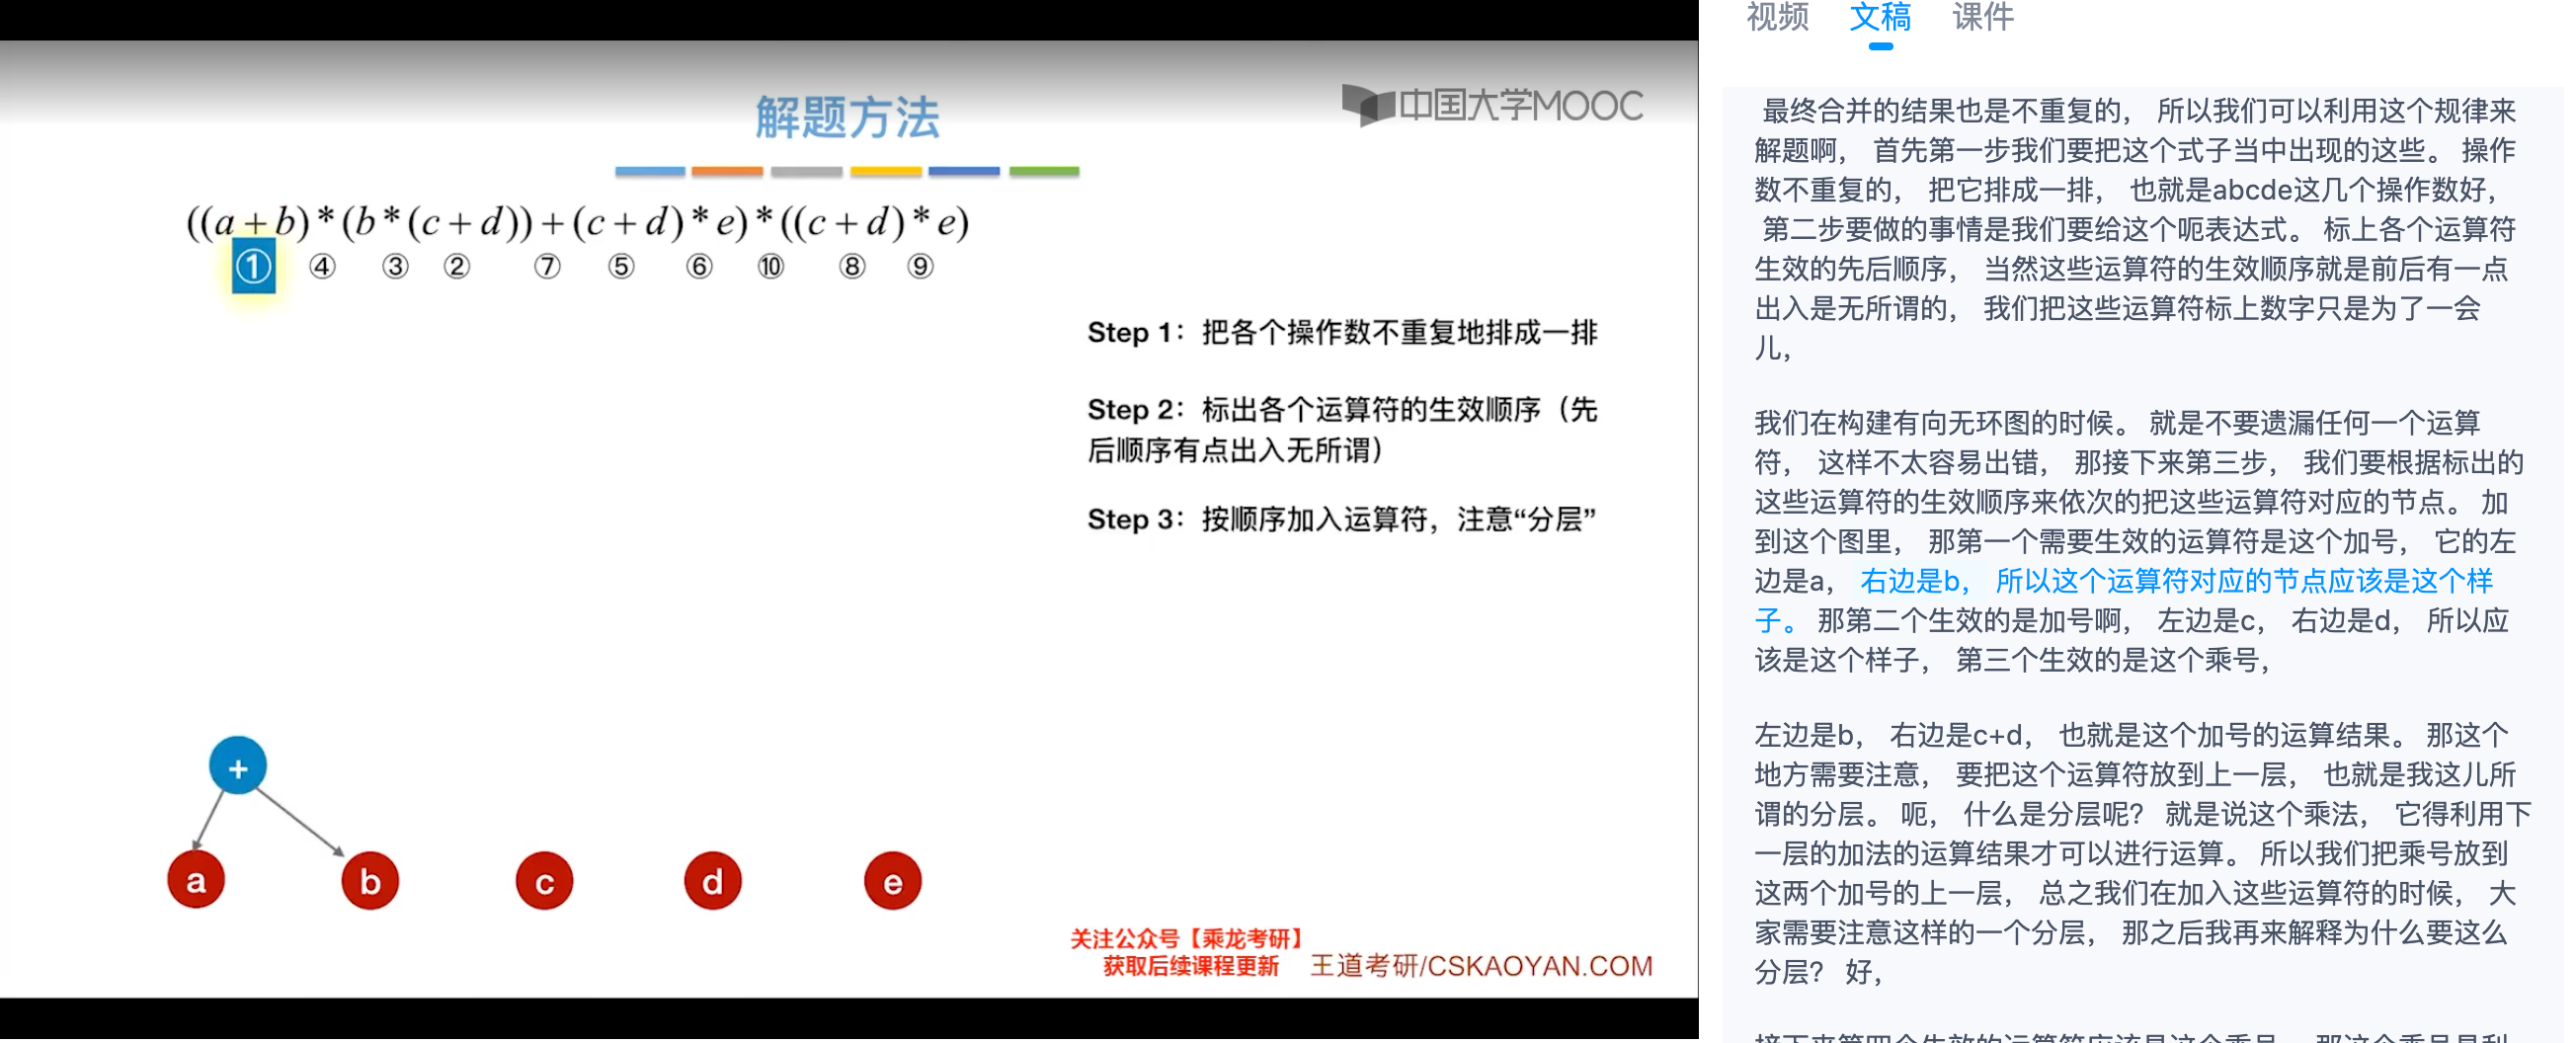 解题方法
中国大学MOOC
((a+b)*(b*(c+d))+(c+d)*e)*((c+d)*e)
① ④ ③ ② ⑦ ⑤ ⑥ ⑩ ⑧ ⑨
Step 1：把各个操作数不重复地排成一排
Step 2：标出各个运算符的生效顺序（先
后顺序有点出入无所谓）
Step 3：按顺序加入运算符，注意“分层”
+
a b c d e
关注公众号【乘龙考研】
获取后续课程更新
王道考研/CSKAOYAN.COM
视频 文稿 课件
最终合并的结果也是不重复的， 所以我们可以利用这个规律来
解题啊， 首先第一步我们要把这个式子当中出现的这些。 操作
数不重复的， 把它排成一排， 也就是abcde这几个操作数好，
第二步要做的事情是我们要给这个呃表达式。 标上各个运算符
生效的先后顺序， 当然这些运算符的生效顺序就是前后有一点
出入是无所谓的， 我们把这些运算符标上数字只是为了一会
儿，
我们在构建有向无环图的时候。 就是不要遗漏任何一个运算
符， 这样不太容易出错， 那接下来第三步， 我们要根据标出的
这些运算符的生效顺序来依次的把这些运算符对应的节点。 加
到这个图里， 那第一个需要生效的运算符是这个加号， 它的左
边是a， 右边是b， 所以这个运算符对应的节点应该是这个样
子。 那第二个生效的是加号啊， 左边是c， 右边是d， 所以应
该是这个样子， 第三个生效的是这个乘号，
左边是b， 右边是c+d， 也就是这个加号的运算结果。 那这个
地方需要注意， 要把这个运算符放到上一层， 也就是我这儿所
谓的分层。 呃， 什么是分层呢？ 就是说这个乘法， 它得利用下
一层的加法的运算结果才可以进行运算。 所以我们把乘号放到
这两个加号的上一层， 总之我们在加入这些运算符的时候， 大
家需要注意这样的一个分层， 那之后我再来解释为什么要这么
分层？ 好，
接下来第四个生效的运算符应该是这个乘号， 那这个乘号是利